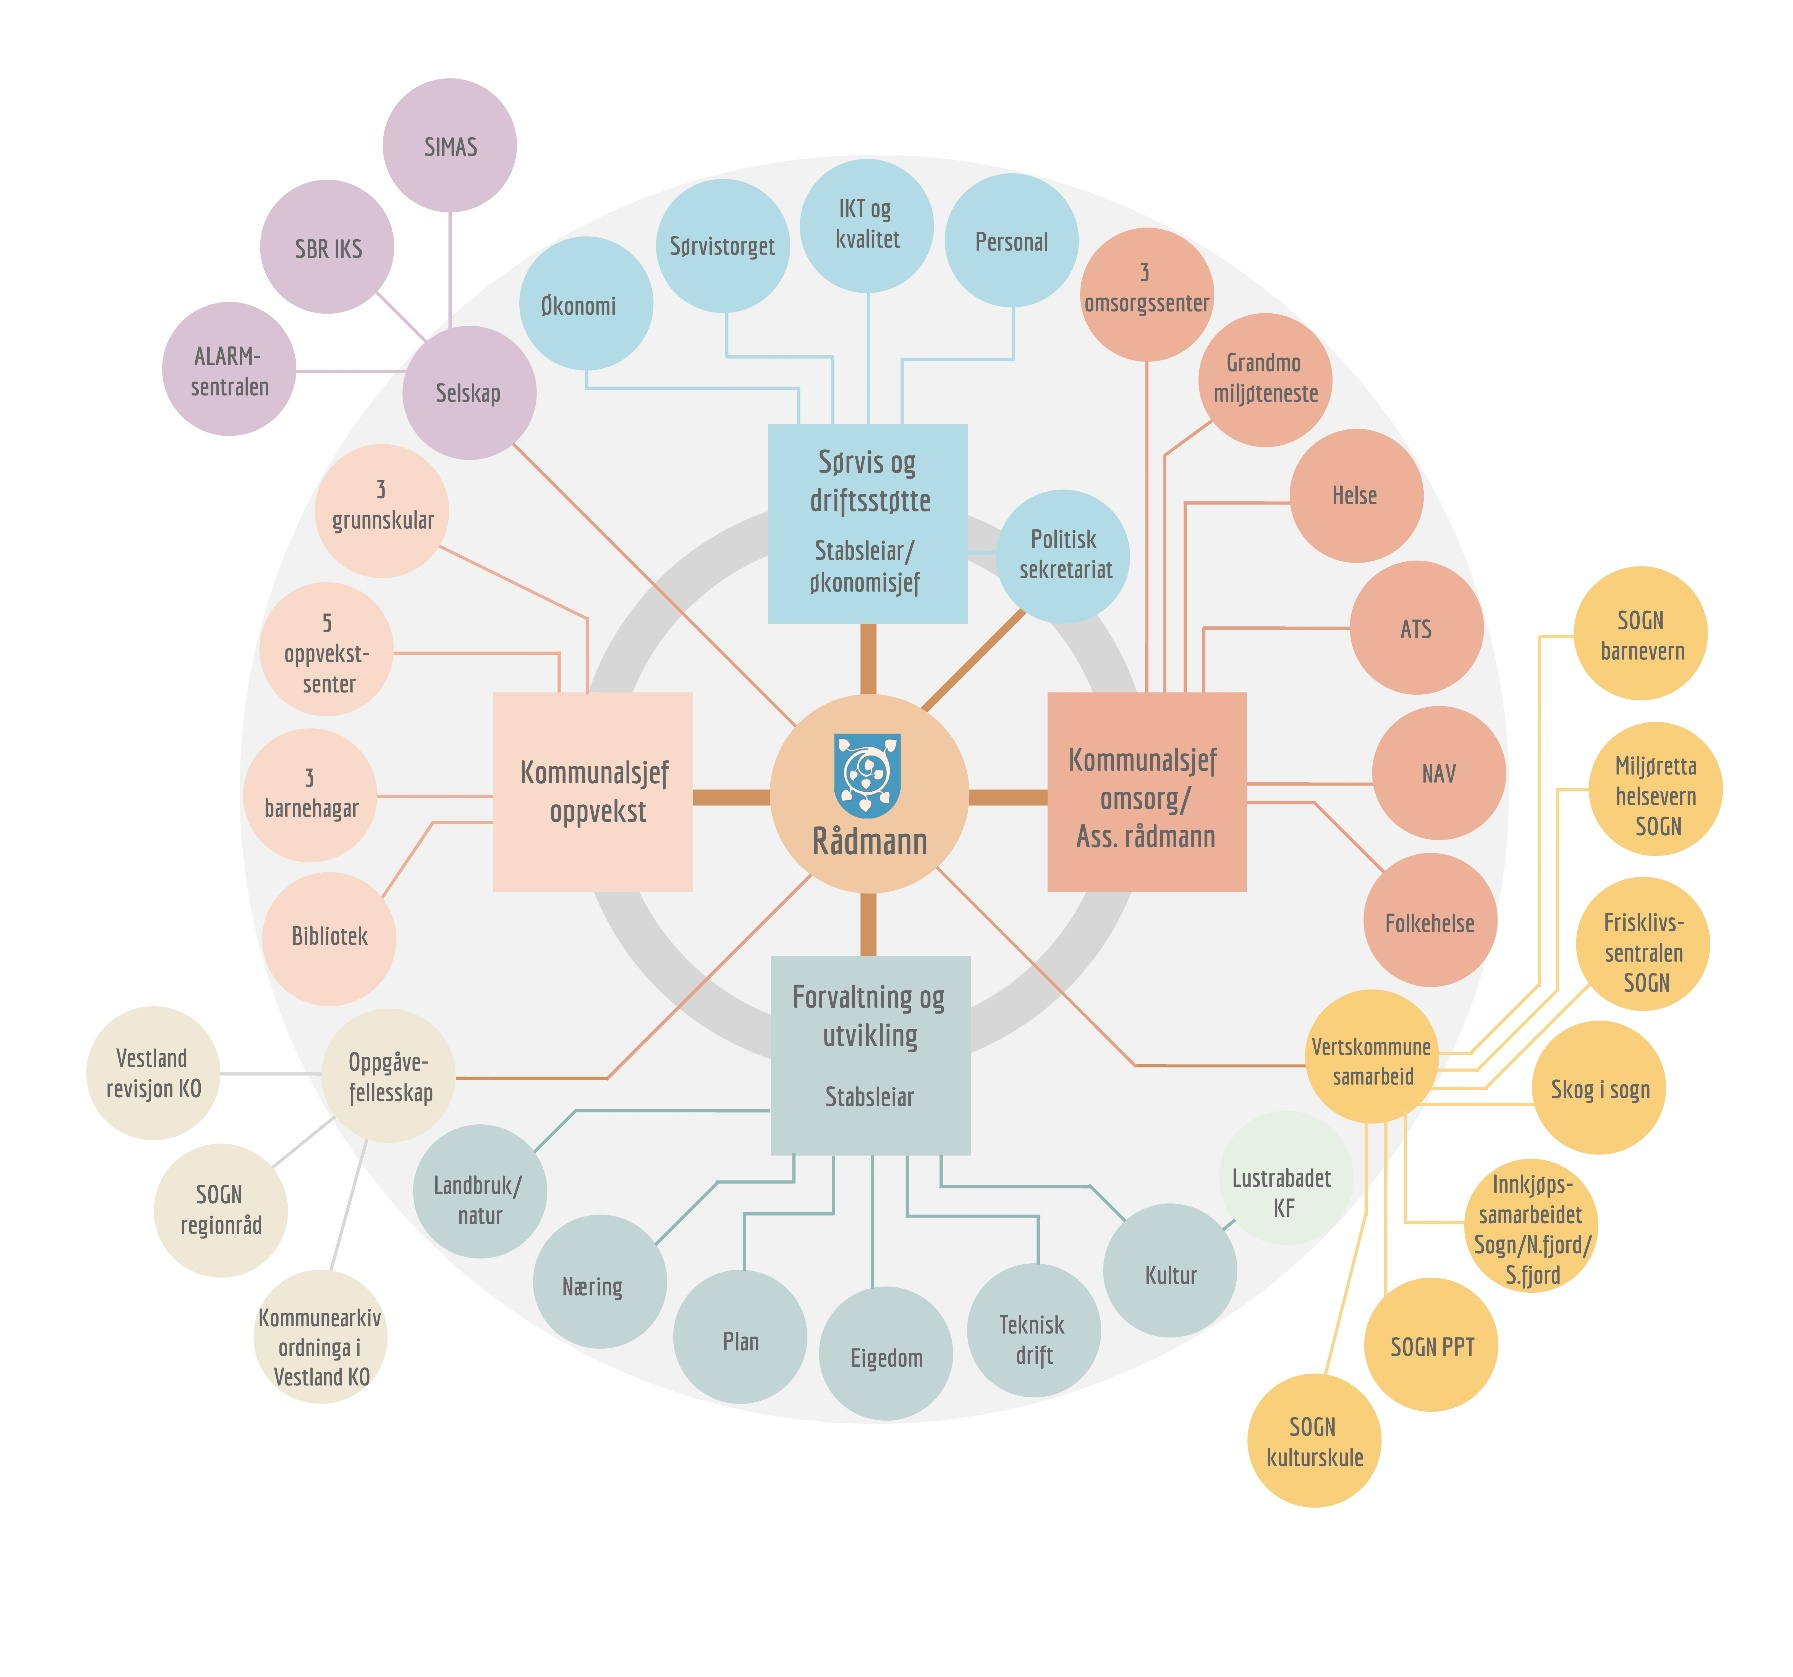 SIMAS
SBR IKS
ALARM-
sentralen
Selskap
Økonomi
Sørvistorget
IKT og
kvalitet
Personal
3
omsorgssenter
Grandmo
miljøteneste
Helse
ATS
NAV
Folkehelse
3
grunnskular
5
oppvekst-
senter
3
barnehagar
Bibliotek
Sørvis og
driftsstøtte
Stabsleiar/
økonomisjef
Politisk
sekretariat
Kommunalsjef
oppvekst
Rådmann
Kommunalsjef
omsorg/
Ass. rådmann
Forvaltning og
utvikling
Stabsleiar
SOGN
barnevern
Miljøretta
helsevern
SOGN
Frisklivs-
sentralen
SOGN
Vertskommune
samarbeid
Skog i sogn
Innkjøps-
samarbeidet
Sogn/N.fjord/
S.fjord
SOGN PPT
SOGN
kulturskule
Lustrabadet
KF
Vestland
revisjon KO
Oppgåve-
fellesskap
SOGN
regionråd
Kommunearkiv
ordninga i
Vestland KO
Landbruk/
natur
Næring
Plan
Eigedom
Teknisk
drift
Kultur